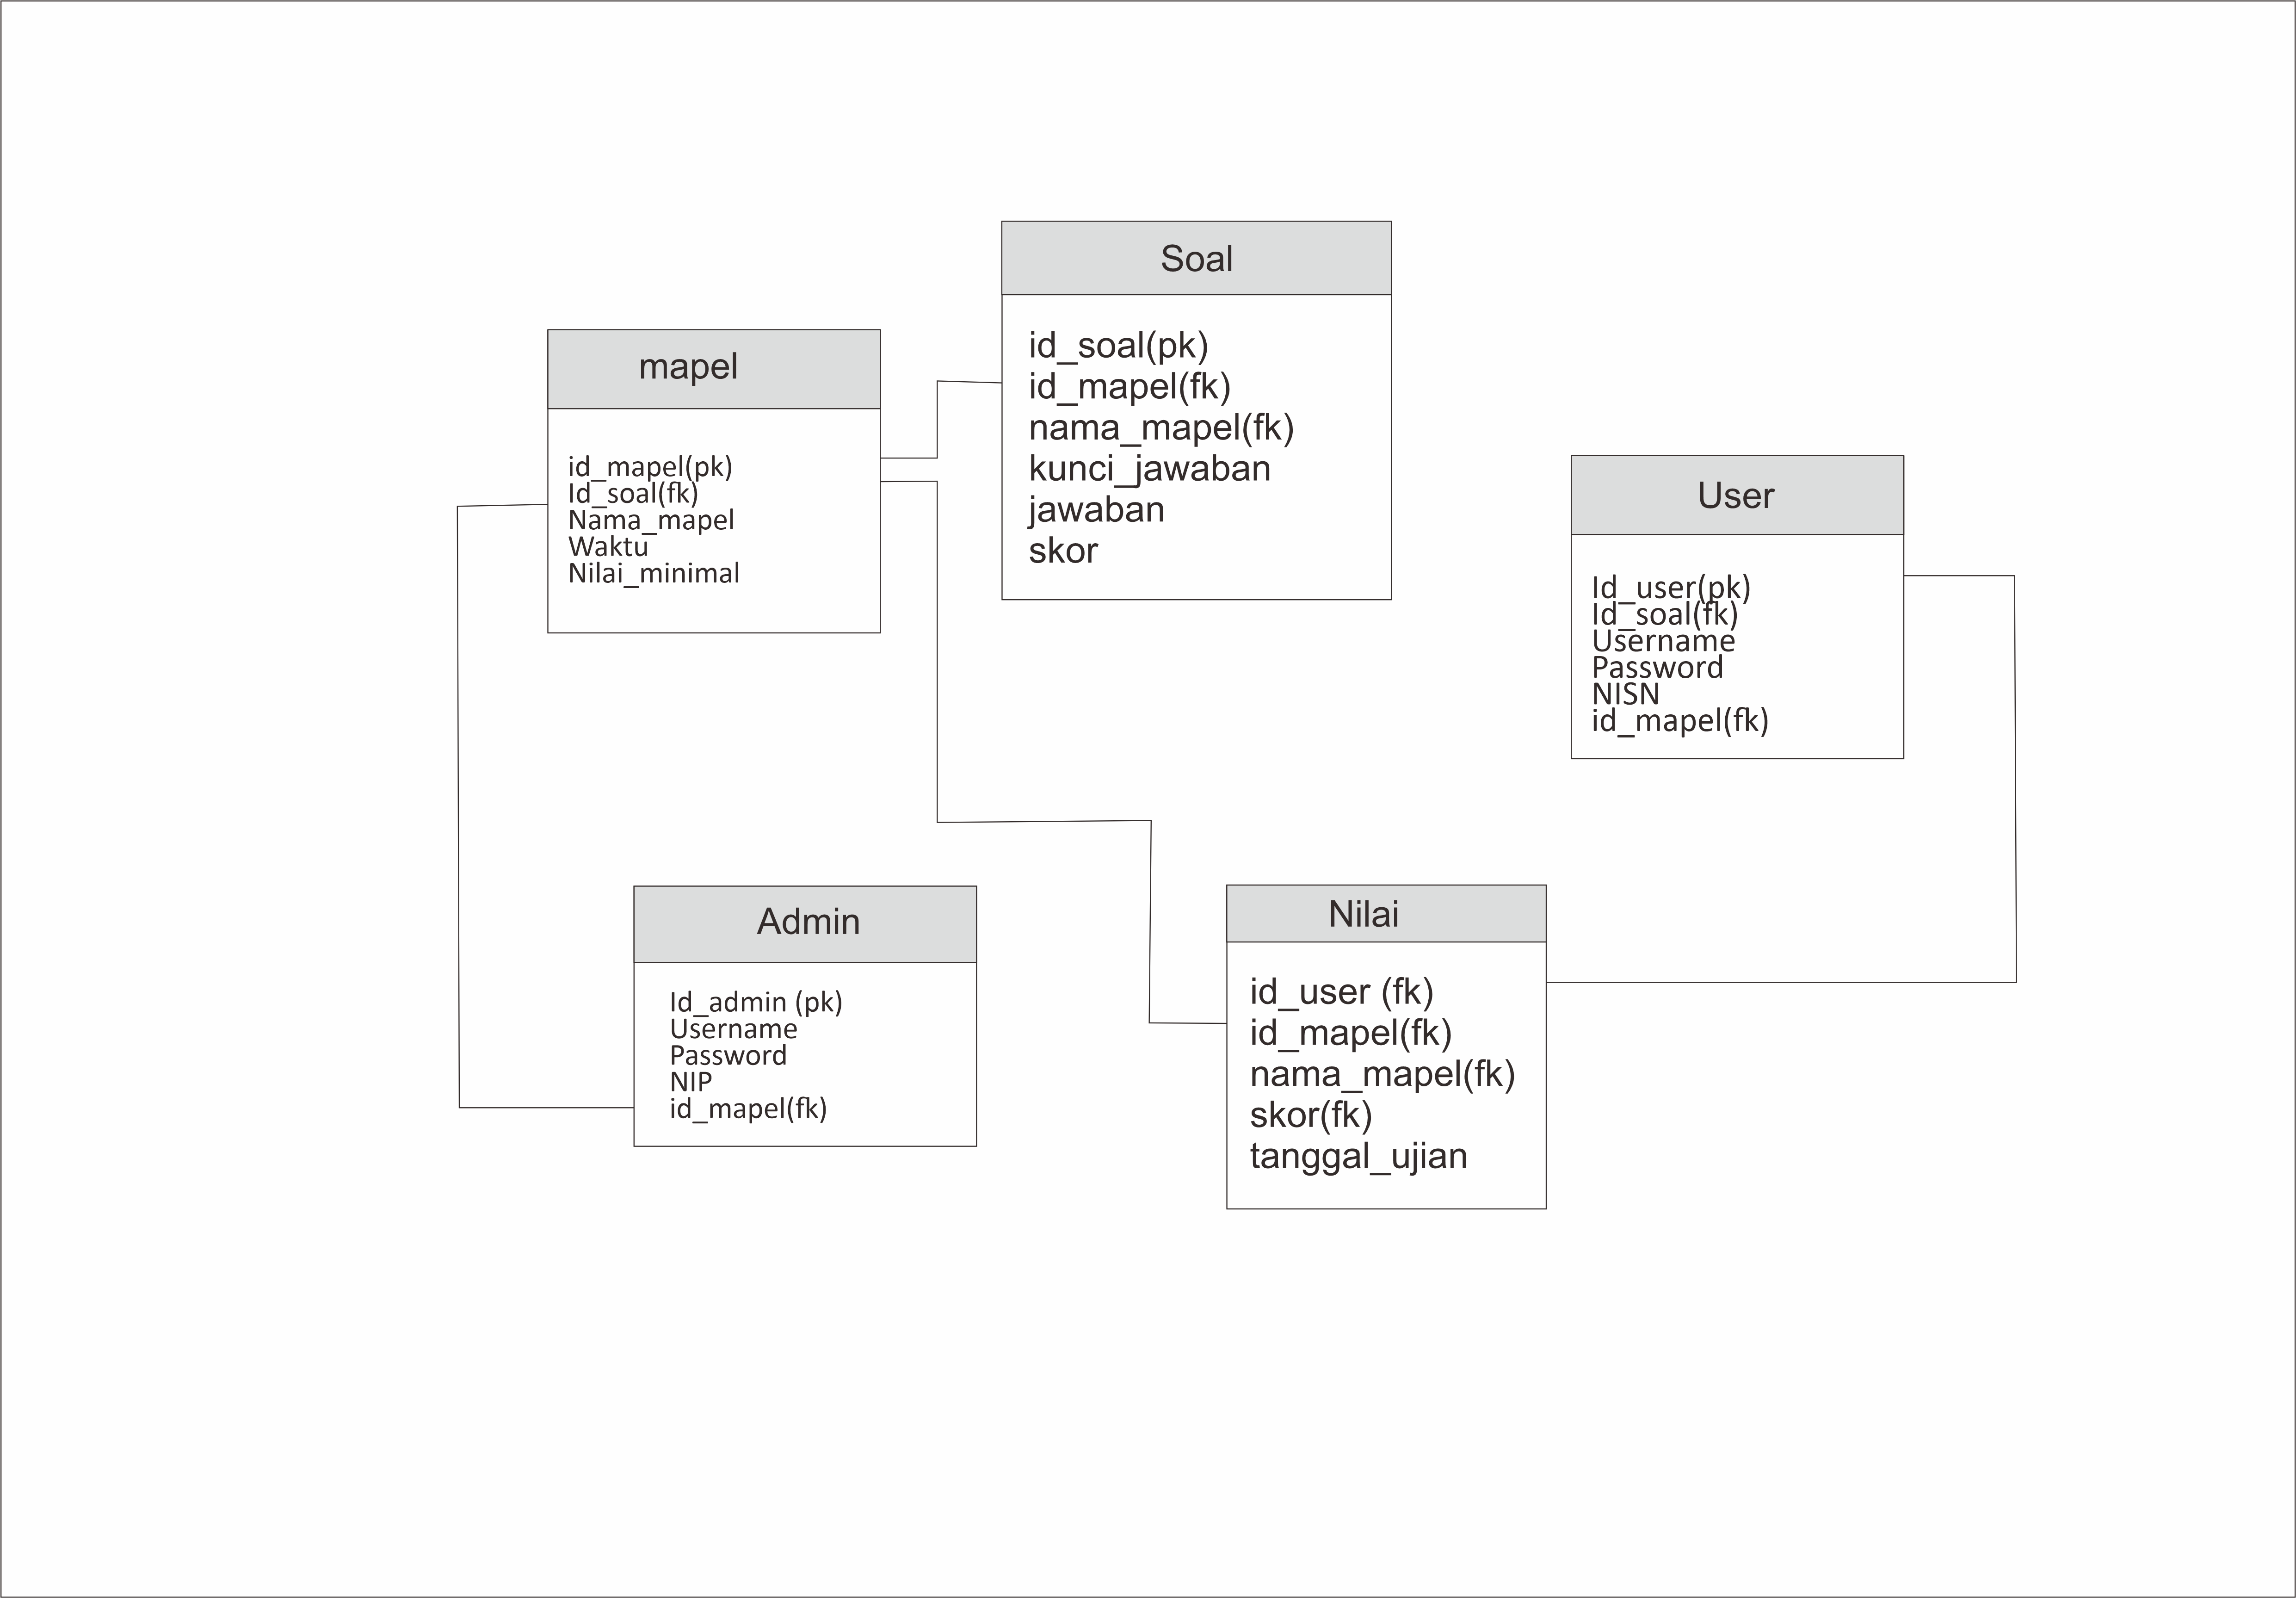 Soal
id_soal(pk)
id_mapel(fk)
nama_mapel(fk)
kunci_jawaban
jawaban
skor
mapel
id_mapel(pk)
Id_soal(fk)
Nama_mapel
Waktu
Nilai_minimal
User
Id_user(pk)
Id_soal(fk)
Username
Password
NISN
id_mapel(fk)
Admin
Id_admin (pk)
Username
Password
NIP
id_mapel(fk)
Nilai
id_user (fk)
id_mapel(fk)
nama_mapel(fk)
skor(fk)
tanggal_ujian